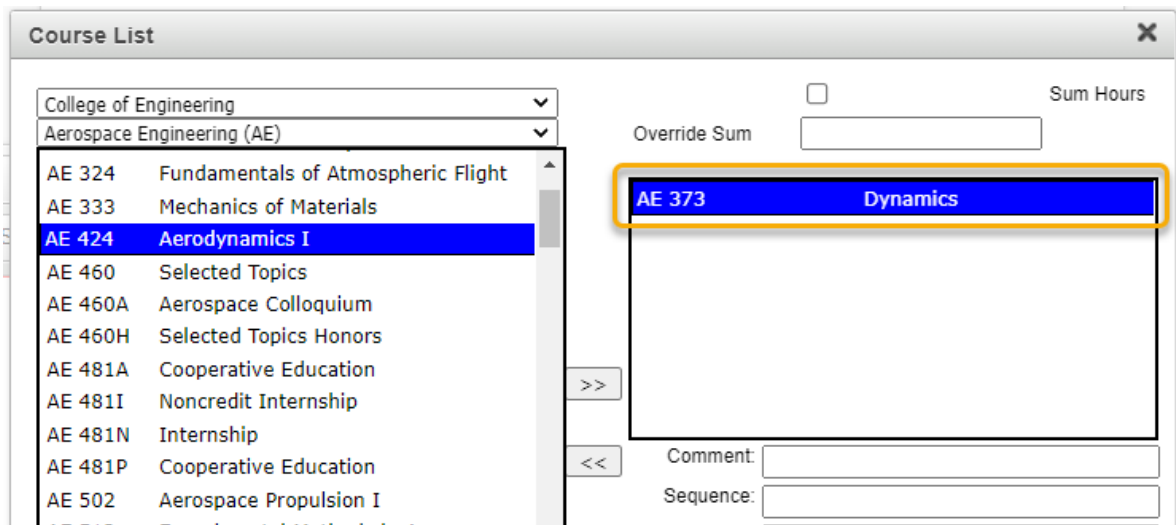 Course List
College of Engineering
Sum Hours
Aerospace Engineering (AE)
Override Sum
AE 324 Fundamentals of Atmospheric Flight
AE 333 Mechanics of Materials
AE 424 Aerodynamics I
AE 460 Selected Topics
AE 460A Aerospace Colloquium
AE 460H Selected Topics Honors
AE 481A Cooperative Education
AE 481I Noncredit Internship
AE 481N Internship
AE 481P Cooperative Education
AE 502 Aerospace Propulsion I
>>
<<
AE 373 Dynamics
Comment:
Sequence: